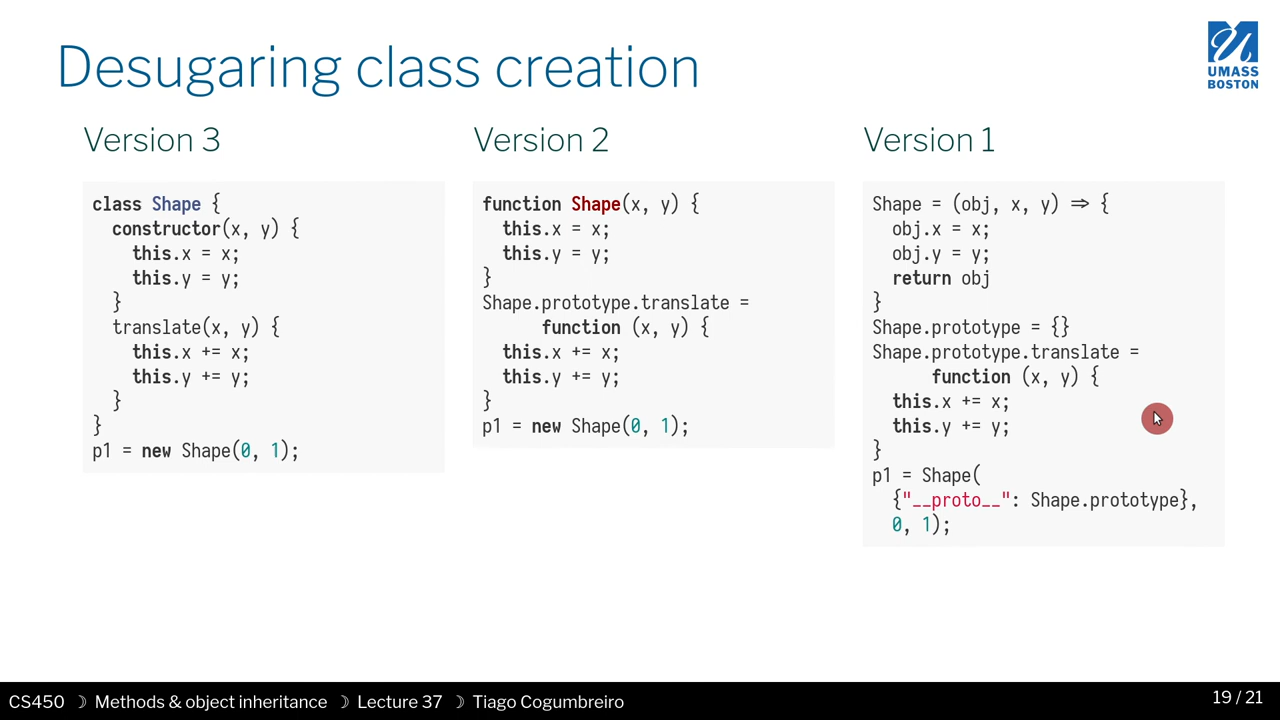 Desugaring class creation
UMASS
BOSTON
Version 3
class Shape {
  constructor(x, y) {
    this.x = x;
    this.y = y;
  }
  translate(x, y) {
    this.x += x;
    this.y += y;
  }
}
p1 = new Shape(0, 1);
Version 2
function Shape(x, y) {
  this.x = x;
  this.y = y;
}
Shape.prototype.translate =
      function (x, y) {
  this.x += x;
  this.y += y;
}
p1 = new Shape(0, 1);
Version 1
Shape = (obj, x, y) => {
  obj.x = x;
  obj.y = y;
  return obj
}
Shape.prototype = {}
Shape.prototype.translate =
      function (x, y) {
  this.x += x;
  this.y += y;
}
p1 = Shape(
  {"__proto__": Shape.prototype},
  0, 1);
CS450 ☽ Methods & object inheritance ☽ Lecture 37 ☽ Tiago Cogumbreiro
19 / 21